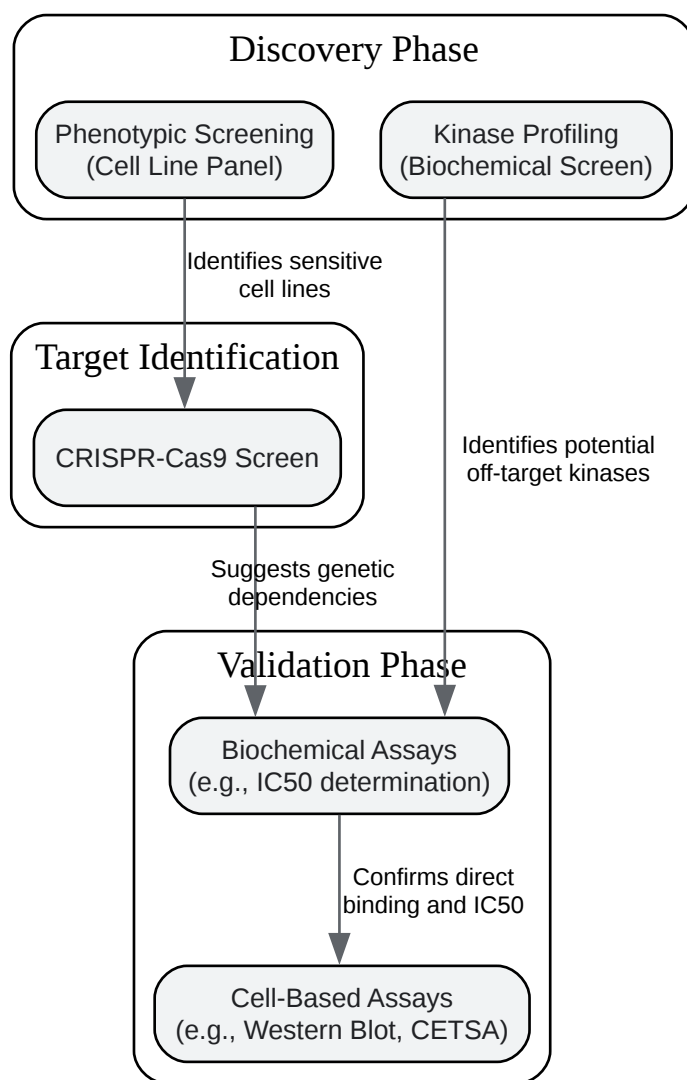 Discovery Phase
Phenotypic Screening
(Cell Line Panel)
Kinase Profiling
(Biochemical Screen)
Identifies sensitive
cell lines
Target Identification
CRISPR-Cas9 Screen
Identifies potential
off-target kinases
Suggests genetic
dependencies
Validation Phase
Biochemical Assays
(e.g., IC50 determination)
Confirms direct
binding and IC50
Cell-Based Assays
(e.g., Western Blot, CETSA)